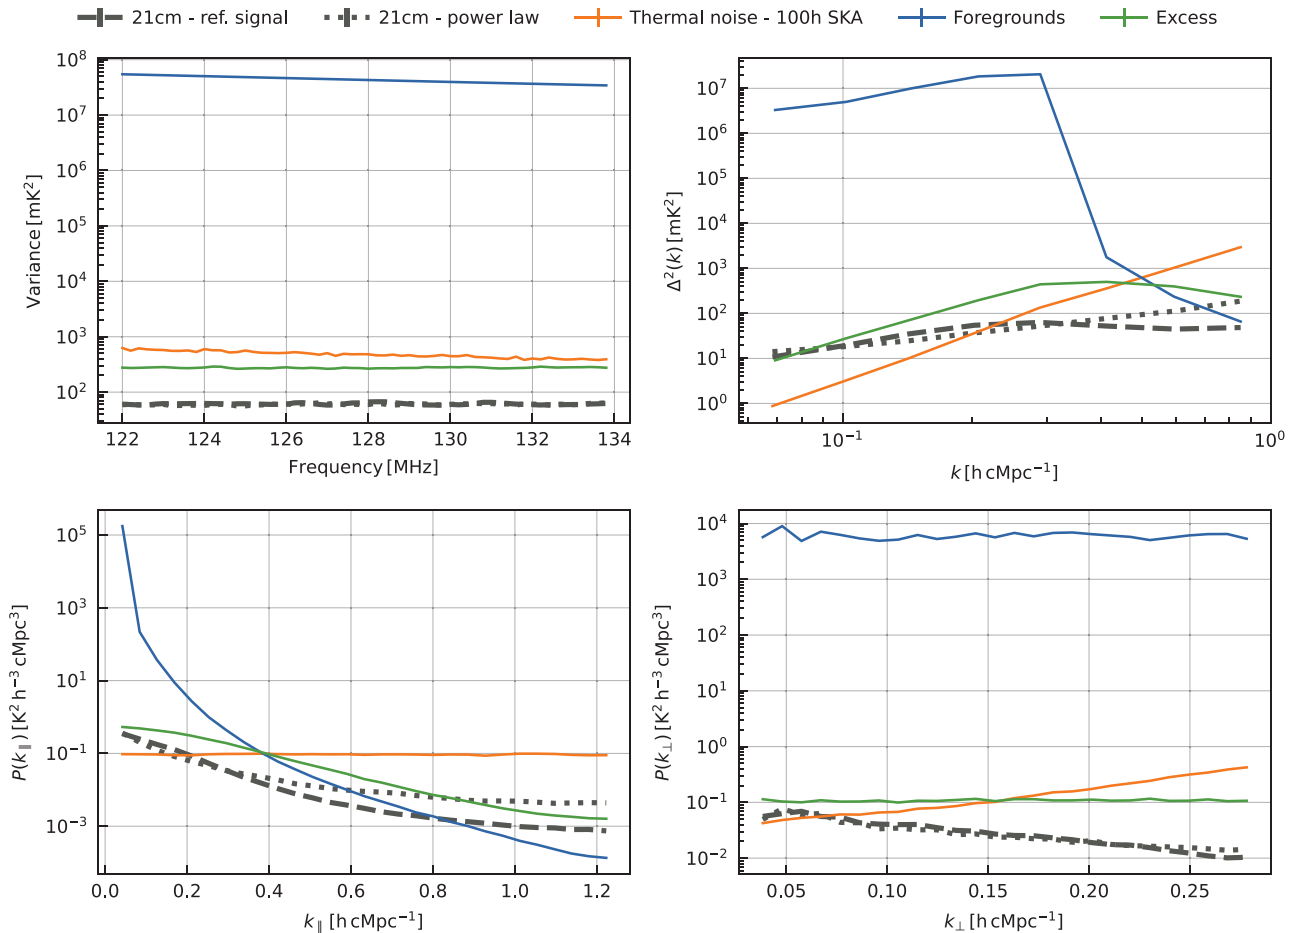 21cm - ref. signal 21cm - power law Thermal noise - 100h SKA Foregrounds Excess
10⁸
10⁷
10⁶
10⁵
10⁴
10³
10²
Variance [mK²]
122 124 126 128 130 132 134
Frequency [MHz]
10⁷
10⁶
10⁵
10⁴
10³
10²
10¹
10⁰
Δ²(k) [mK²]
10⁻¹ 10⁰
k [h cMpc⁻¹]
10⁵
10³
10¹
10⁻¹
10⁻³
P(k∥) [K² h⁻³ cMpc³]
0.0 0.2 0.4 0.6 0.8 1.0 1.2
k∥ [h cMpc⁻¹]
10⁴
10³
10²
10¹
10⁰
10⁻¹
10⁻²
P(k⊥) [K² h⁻³ cMpc³]
0.05 0.10 0.15 0.20 0.25
k⊥ [h cMpc⁻¹]